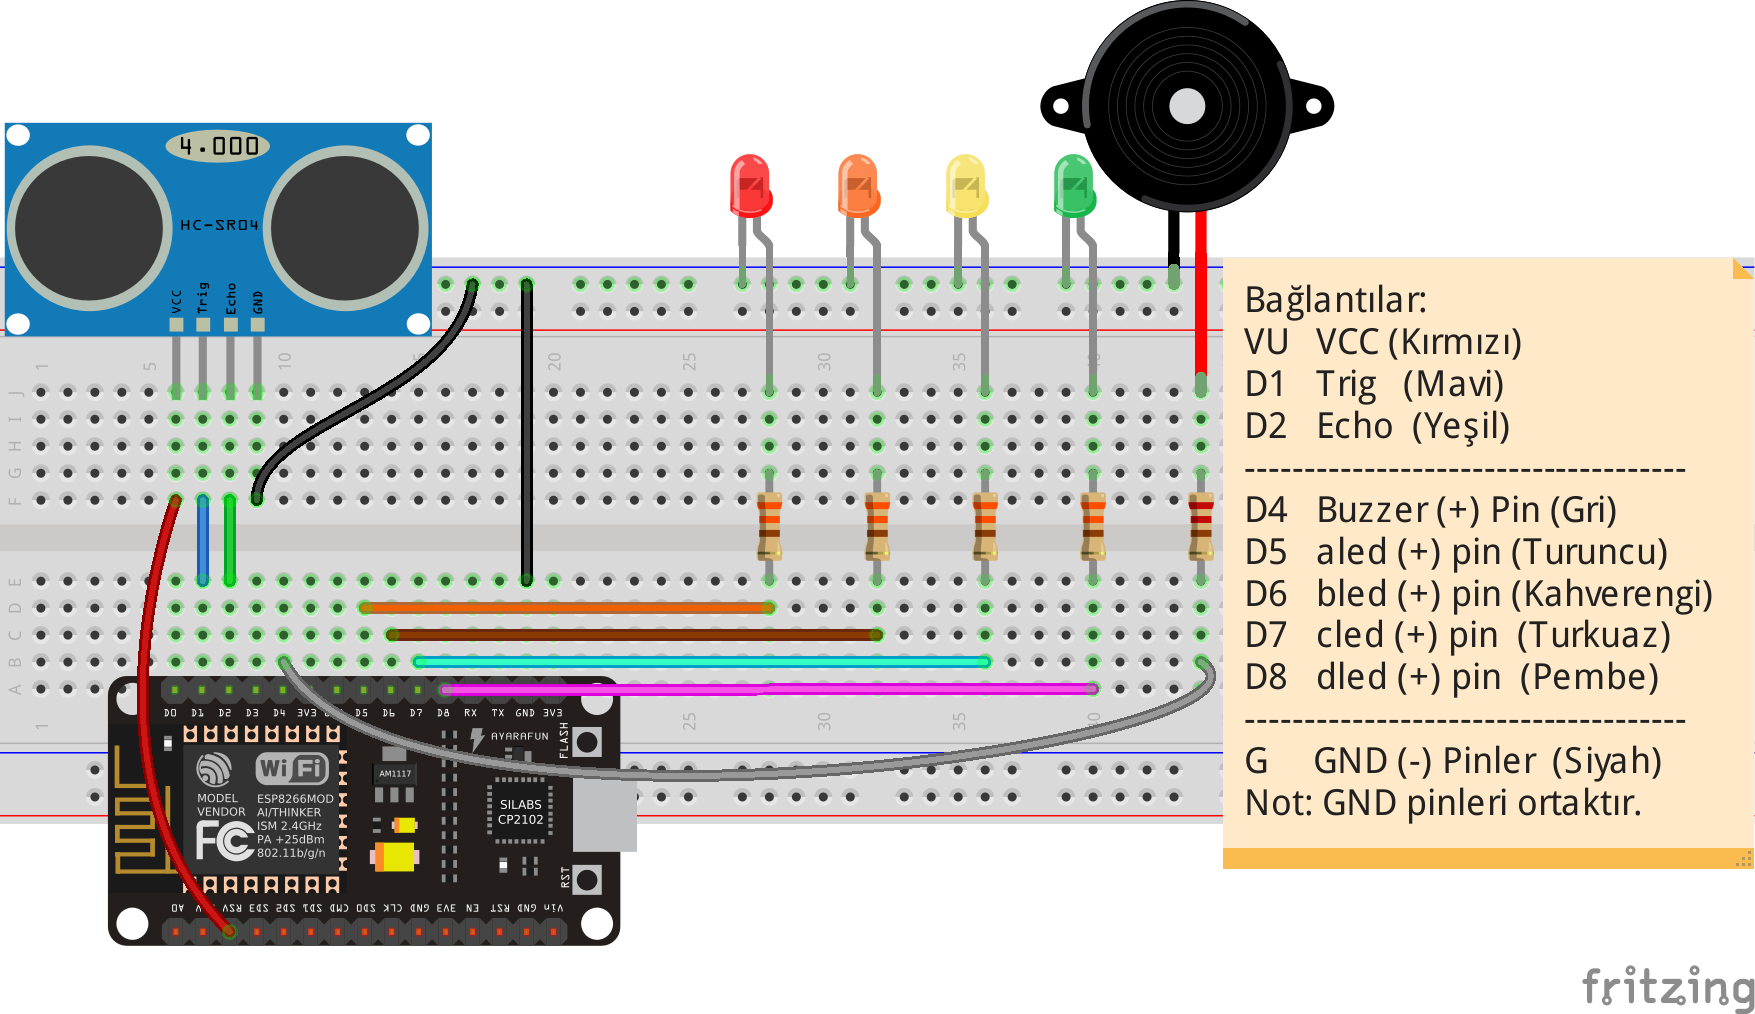 4.000
HC-SR04
VCC Trig Echo GND
1 5 10 20 25 30 35
J
I
H
G
F
E
D
C
B
A
1 25 30 35
D0 D1 D2 D3 D4 3V3 D5 D6 D7 D8 RX TX GND 3V3
AYARAFUN
FLASH
WiFi
AM1117
MODEL
VENDOR
ESP8266MOD
AI/THINKER
ISM 2.4GHz
PA +25dBm
802.11b/g/n
FC
SILABS
CP2102
RST
A0 RSV SD3 SD2 SD1 CMD SD0 CLK GND 3V3 EN RST GND Vin
Bağlantılar:
VU VCC (Kırmızı)
D1 Trig (Mavi)
D2 Echo (Yeşil)
-------------------------------------
D4 Buzzer (+) Pin (Gri)
D5 aled (+) pin (Turuncu)
D6 bled (+) pin (Kahverengi)
D7 cled (+) pin (Turkuaz)
D8 dled (+) pin (Pembe)
-------------------------------------
G GND (-) Pinler (Siyah)
Not: GND pinleri ortaktır.
fritzing